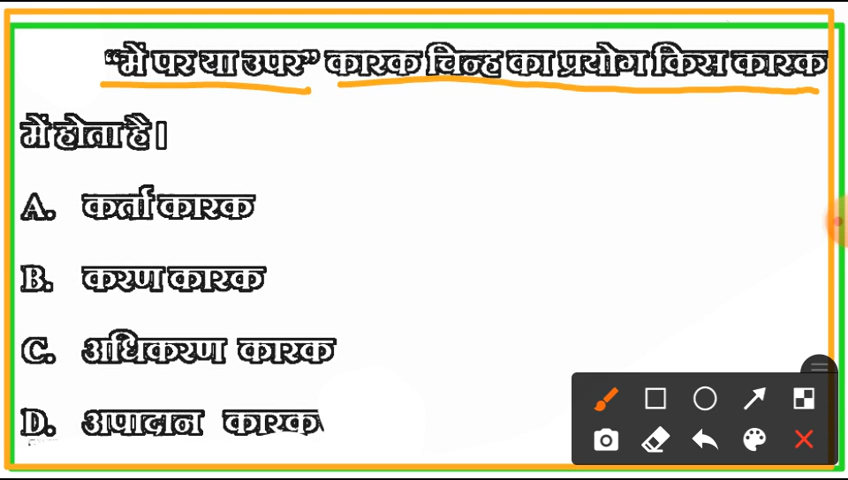 “में पर या उपर” कारक चिन्ह का प्रयोग किस कारक
में होता है।
A. कर्ता कारक
B. करण कारक
C. अधिकरण कारक
D. अपादान कारक